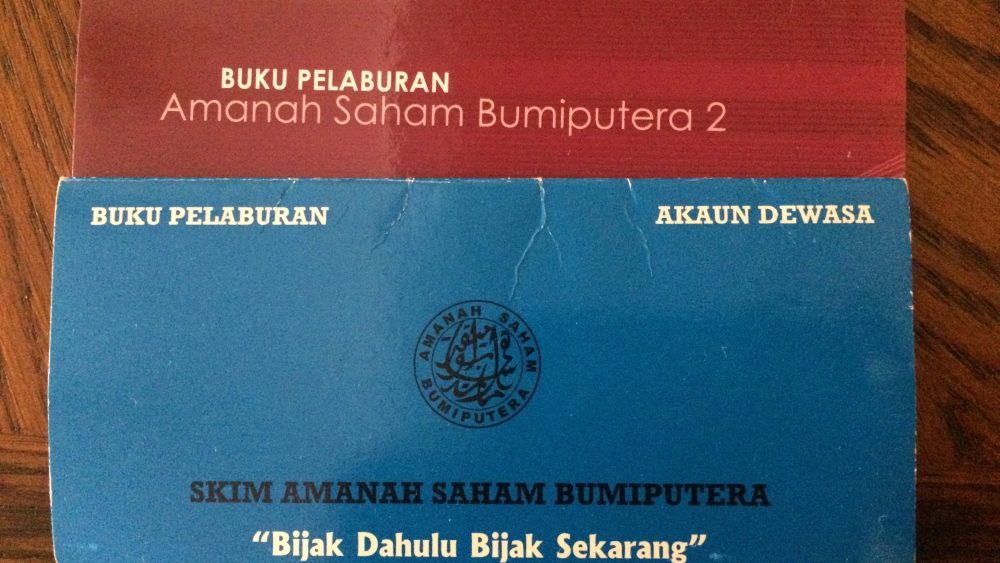 BUKU PELABURAN
Amanah Saham Bumiputera 2
BUKU PELABURAN
AKAUN DEWASA
AMANAH SAHAM
BUMIPUTERA
SKIM AMANAH SAHAM BUMIPUTERA
"Bijak Dahulu Bijak Sekarang"